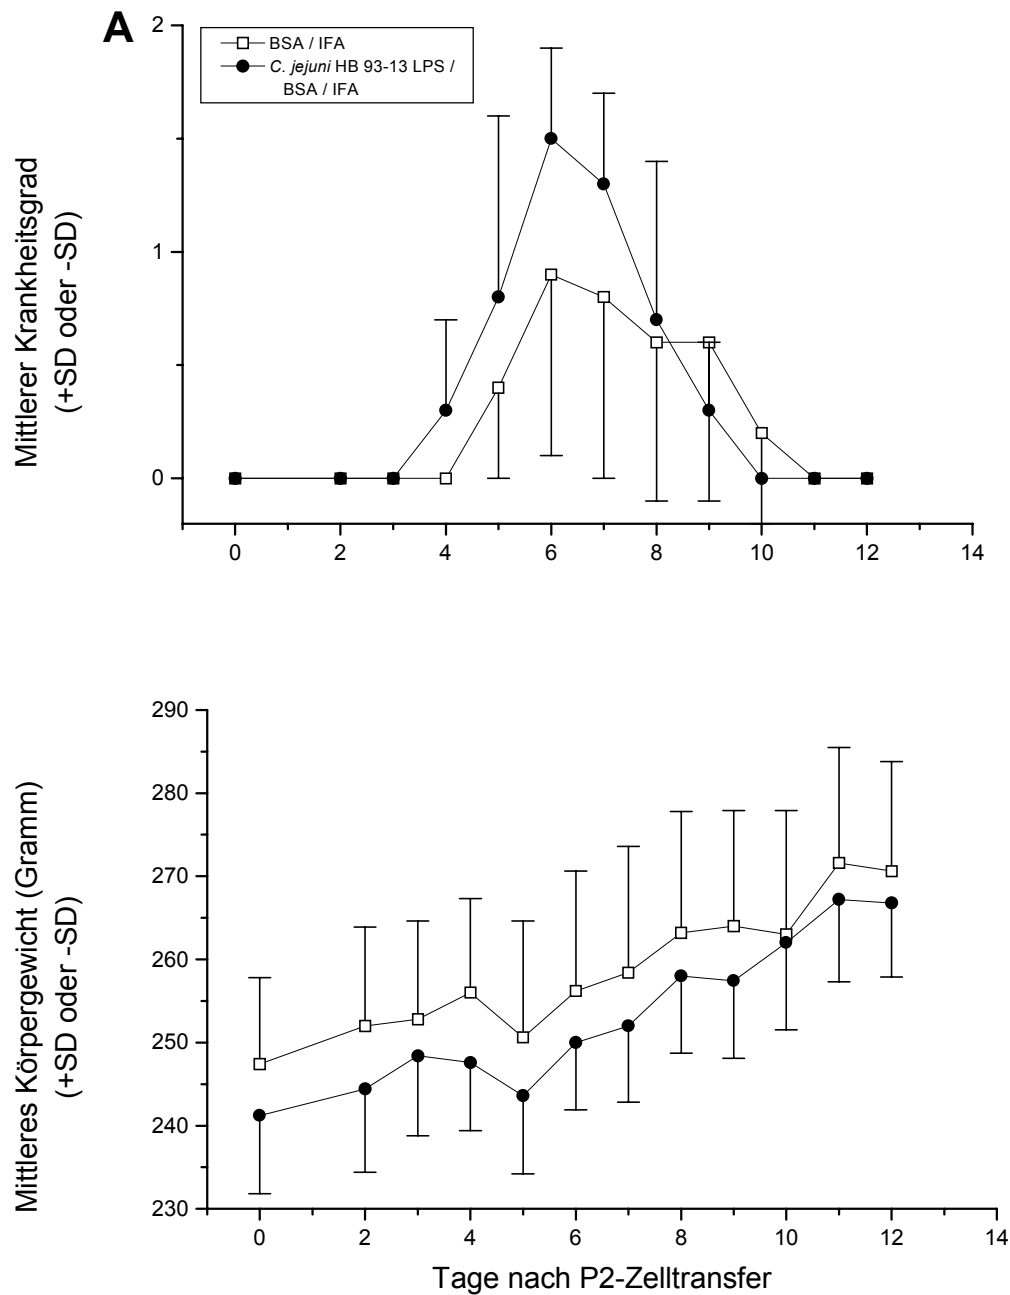 A
2
BSA / IFA
C. jejuni HB 93-13 LPS /
BSA / IFA
Mittlerer Krankheitsgrad
(+SD oder -SD)
1
0
0 2 4 6 8 10 12 14
290
280
270
260
250
240
230
Mittleres Körpergewicht (Gramm)
(+SD oder -SD)
0 2 4 6 8 10 12 14
Tage nach P2-Zelltransfer